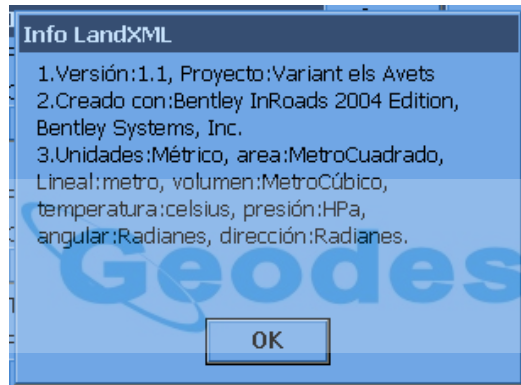 Info LandXML
1.Versión:1.1, Proyecto:Variant els Avets
2.Creado con:Bentley InRoads 2004 Edition,
Bentley Systems, Inc.
3.Unidades:Métrico, area:MetroCuadrado,
Lineal:metro, volumen:MetroCúbico,
temperatura:celsius, presión:HPa,
angular:Radianes, dirección:Radianes.
Geodes
OK